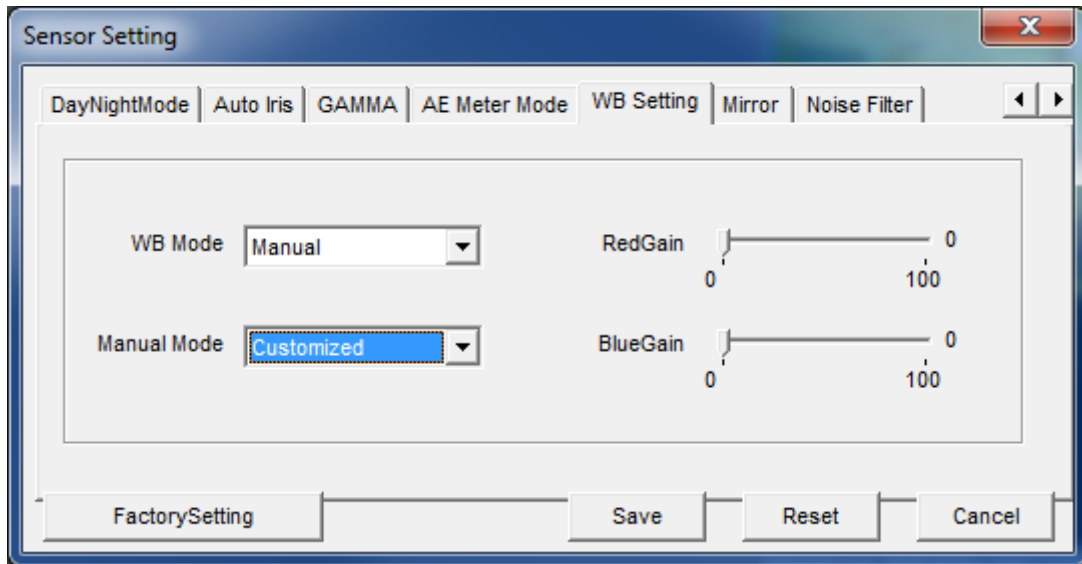 Sensor Setting
DayNightMode Auto Iris GAMMA AE Meter Mode WB Setting Mirror Noise Filter
WB Mode Manual RedGain 0
0 100
Manual Mode Customized BlueGain 0
0 100
FactorySetting Save Reset Cancel